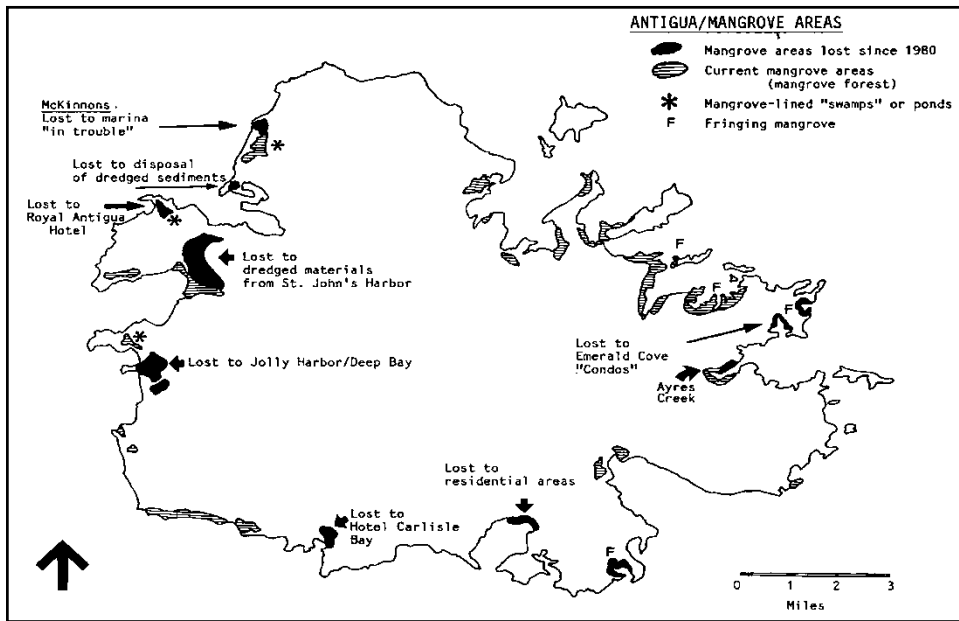 ANTIGUA/MANGROVE AREAS
Mangrove areas lost since 1980
Current mangrove areas
(mangrove forest)
* Mangrove-lined "swamps" or ponds
F Fringing mangrove
McKinnons.
Lost to marina
"in trouble"
*
Lost to disposal
of dredged sediments
Lost to
Royal Antigua
Hotel
*
Lost to
dredged materials
from St. John's Harbor
F
F
F
*
Lost to Jolly Harbor/Deep Bay
Lost to
Emerald Cove
"Condos"
Ayres
Creek
Lost to
residential areas
Lost to
Hotel Carlisle
Bay
F
0 1 2 3
Miles